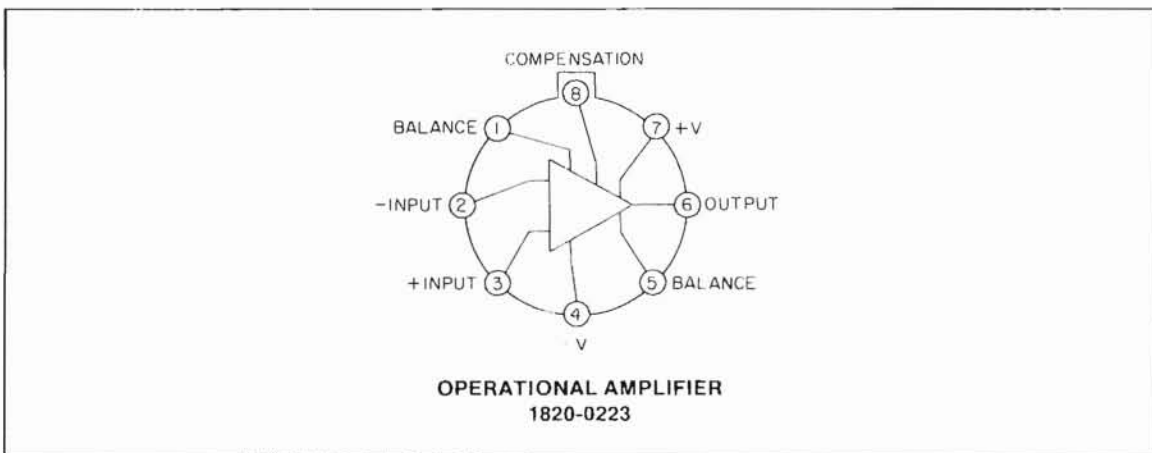 COMPENSATION
8
BALANCE 1
7 +V
-INPUT 2
6 OUTPUT
+INPUT 3
5 BALANCE
4
V
OPERATIONAL AMPLIFIER
1820-0223